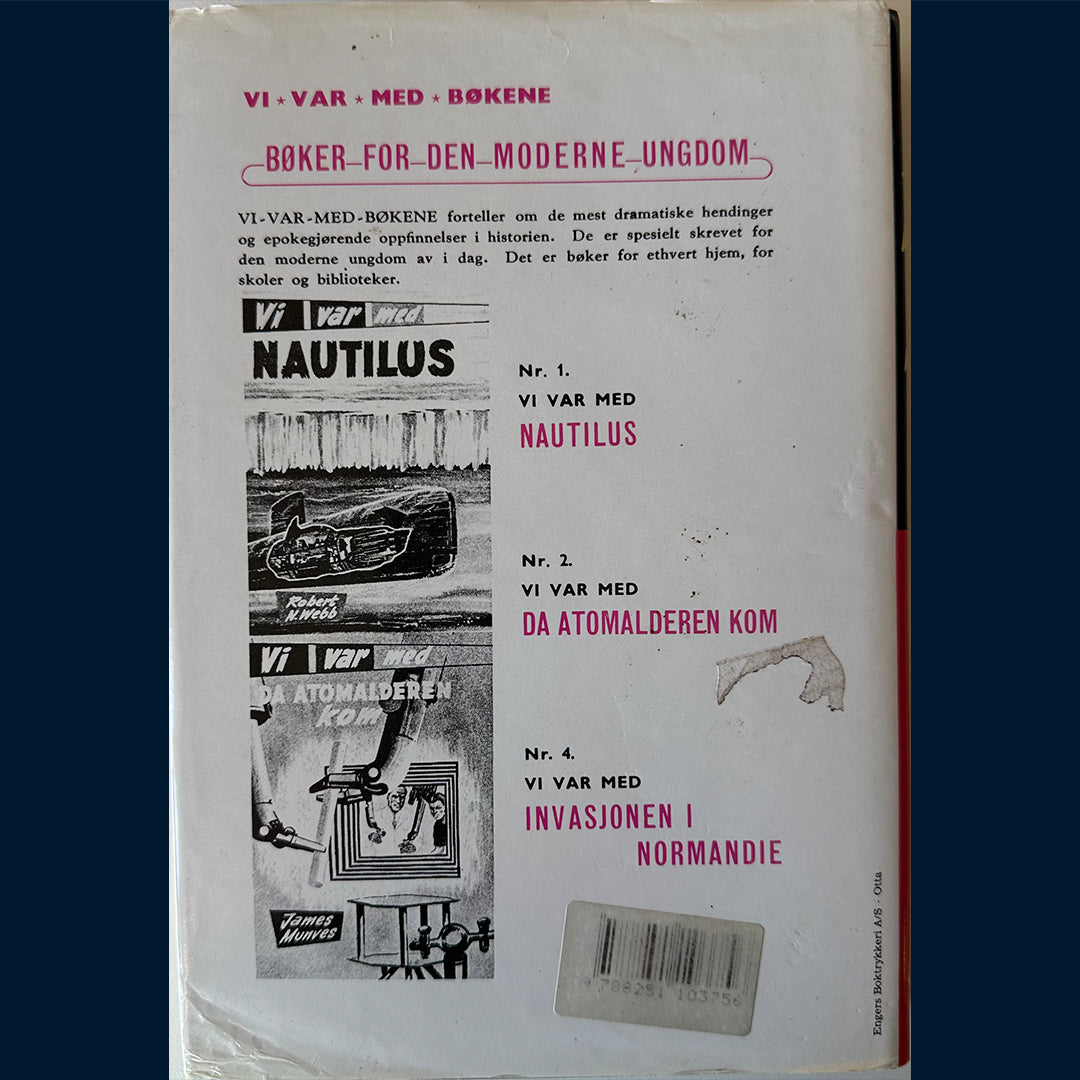 VI ★ VAR ★ MED ★ BØKENE
BØKER—FOR—DEN—MODERNE—UNGDOM
VI-VAR-MED-BØKENE forteller om de mest dramatiske hendinger
og epokegjørende oppfinnelser i historien. De er spesielt skrevet for
den moderne ungdom av i dag. Det er bøker for ethvert hjem, for
skoler og biblioteker.
Vi var med
NAUTILUS
Robert
N. Webb
Nr. 1.
VI VAR MED
NAUTILUS
Nr. 2.
VI VAR MED
DA ATOMALDEREN KOM
Vi var med
DA ATOMALDEREN
kom
James
Munves
Nr. 4.
VI VAR MED
INVASJONEN I
NORMANDIE
9 788251 103756
Engers Boktrykkeri A/S - Otta